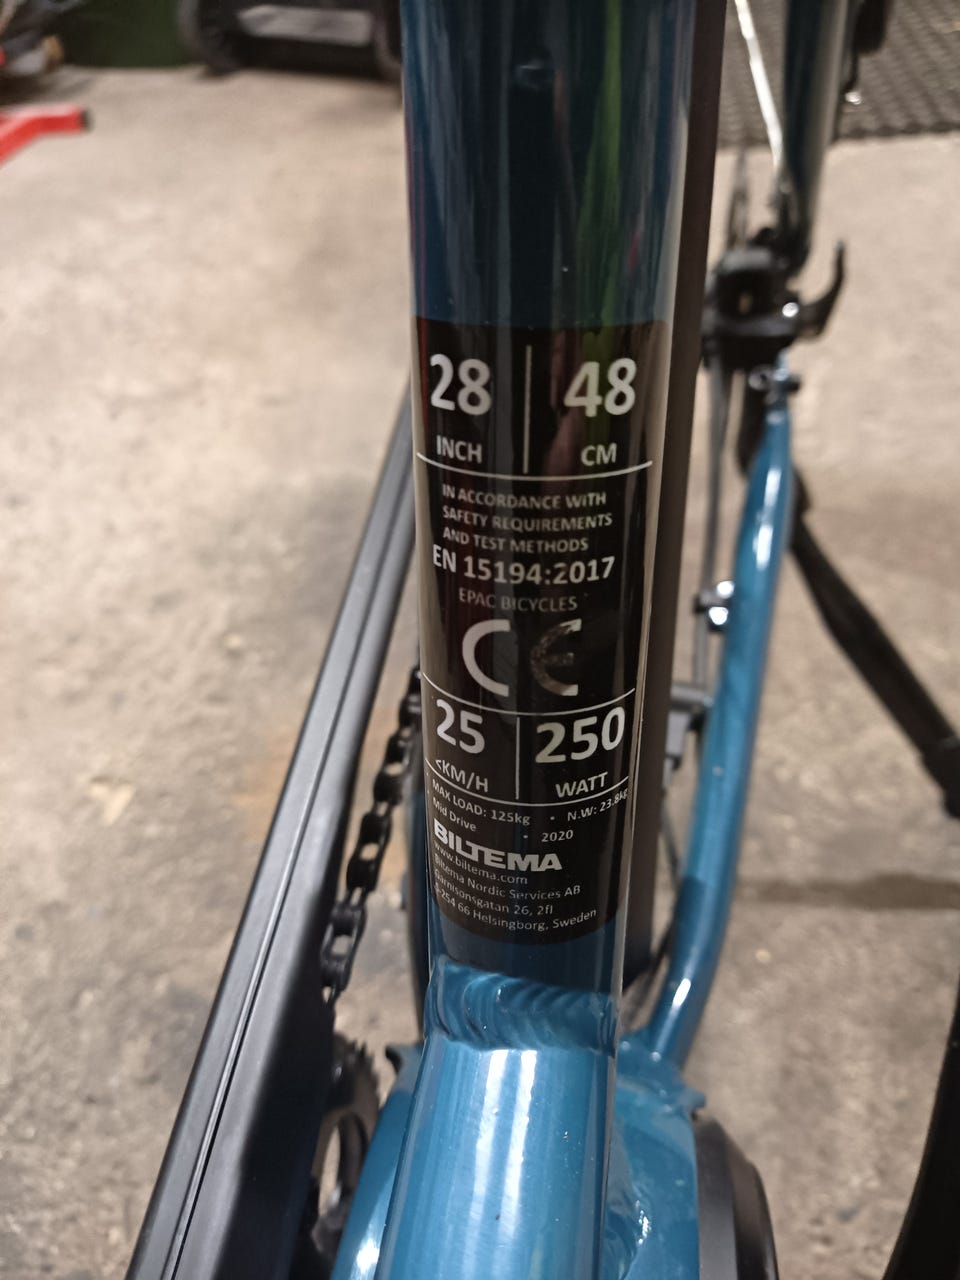 28 48
INCH CM
IN ACCORDANCE WITH
SAFETY REQUIREMENTS
AND TEST METHODS
EN 15194:2017
EPAC BICYCLES
CE
25 250
<KM/H WATT
MAX LOAD: 125kg • N.W: 23.8kg
Mid Drive • 2020
BILTEMA
www.biltema.com
Biltema Nordic Services AB
Garnisonsgatan 26, 2fl
S-254 66 Helsingborg, Sweden